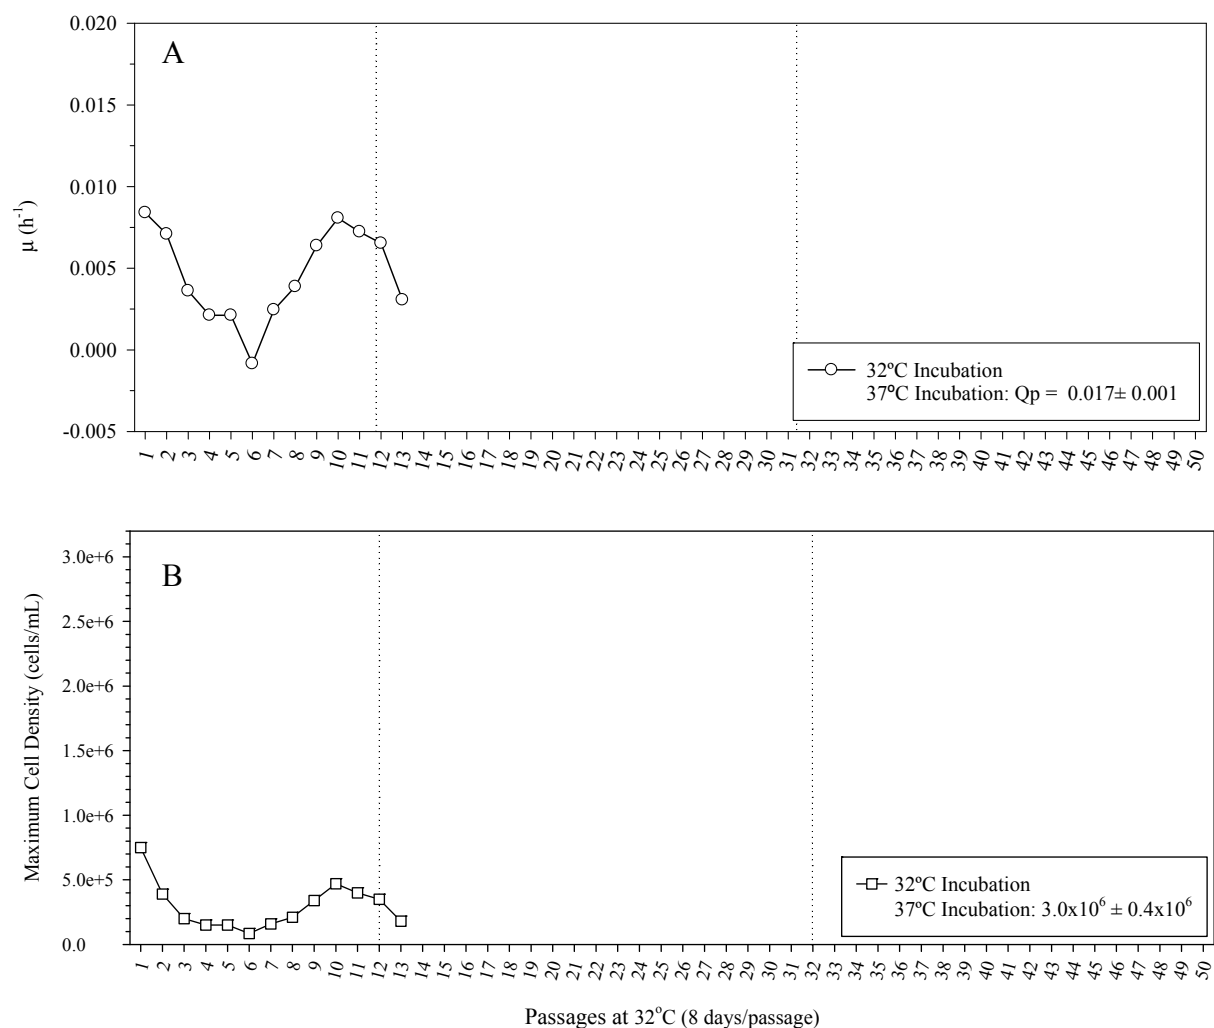 A
0.020
0.015
0.010
0.005
0.000
-0.005
μ (h-1)
32ºC Incubation
37ºC Incubation: Qp = 0.017± 0.001
1 2 3 4 5 6 7 8 9 10 11 12 13 14 15 16 17 18 19 20 21 22 23 24 25 26 27 28 29 30 31 32 33 34 35 36 37 38 39 40 41 42 43 44 45 46 47 48 49 50
B
3.0e+6
2.5e+6
2.0e+6
1.5e+6
1.0e+6
5.0e+5
0.0
Maximum Cell Density (cells/mL)
32ºC Incubation
37ºC Incubation: 3.0x10⁶ ± 0.4x10⁶
1 2 3 4 5 6 7 8 9 10 11 12 13 14 15 16 17 18 19 20 21 22 23 24 25 26 27 28 29 30 31 32 33 34 35 36 37 38 39 40 41 42 43 44 45 46 47 48 49 50
Passages at 32°C (8 days/passage)